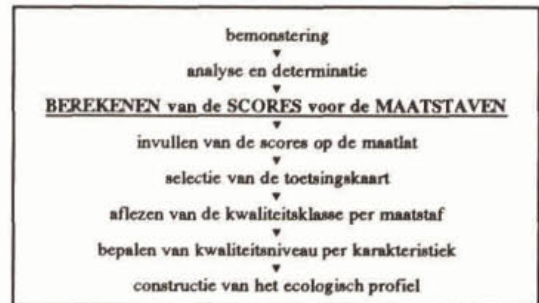 bemonstering
analyse en determinatie
BEREKENEN van de SCORES voor de MAATSTAVEN
invullen van de scores op de maatlat
selectie van de toetsingskaart
aflezen van de kwaliteitsklasse per maatstaf
bepalen van kwaliteitsniveau per karakteristiek
constructie van het ecologisch profiel